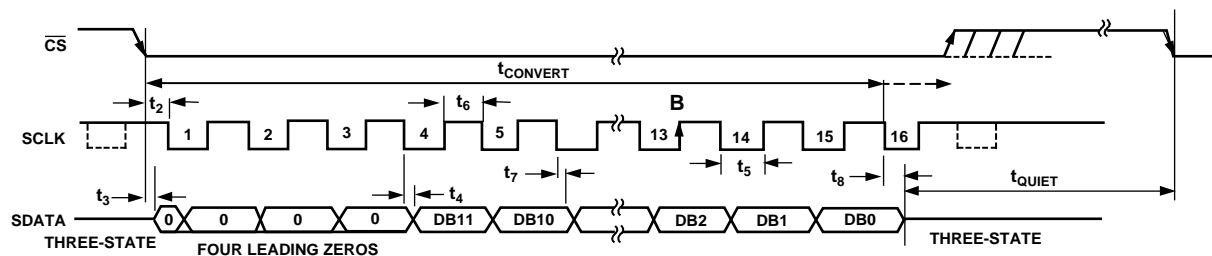 CS
tCONVERT
t2
t6
B
SCLK
1 2 3 4 5 13 14 15 16
t3
t4
t7
t5
t8
tQUIET
SDATA
0 0 0 0 DB11 DB10 DB2 DB1 DB0
THREE-STATE
FOUR LEADING ZEROS
THREE-STATE